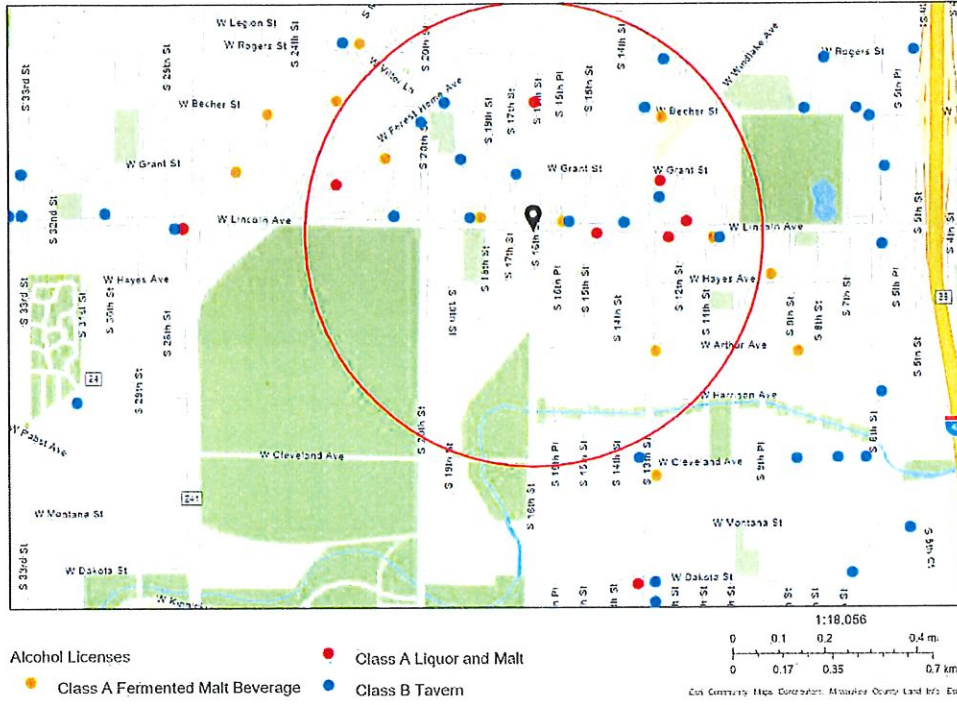 W Legion St
W Rogers St
S 24th St
S 20th St
S 14th St
W Windlake Ave
W Rogers St
S 33rd St
W Becher St
W Forest Home Ave
S 19th St
S 17th St
S 15th Pl
S 15th St
W Becher St
S 5th Pl
W Grant St
S 20th St
W Grant St
W Grant St
S 32nd St
W Lincoln Ave
S 16th St
W Lincoln Ave
S 5th St
S 4th St
S 17th St
S 18th St
W Hayes Ave
S 16th Pl
S 15th St
S 14th St
S 12th St
S 11th St
W Hayes Ave
S 9th St
S 8th St
S 7th St
S 33rd St
S 31st St
S 19th St
38
W Arthur Ave
S 5th St
24
S 29th St
W Harrison Ave
W Pabst Ave
S 20th St
S 19th St
W Cleveland Ave
S 15th St
S 14th St
S 13th St
W Cleveland Ave
S 9th Pl
S 6th St
241
S 16th St
W Montana St
W Montana St
S 33rd St
W Dakota St
W Dakota St
1:18,056
0 0.1 0.2 0.4 mi
0 0.17 0.35 0.7 km
Alcohol Licenses
Class A Fermented Malt Beverage
Class A Liquor and Malt
Class B Tavern